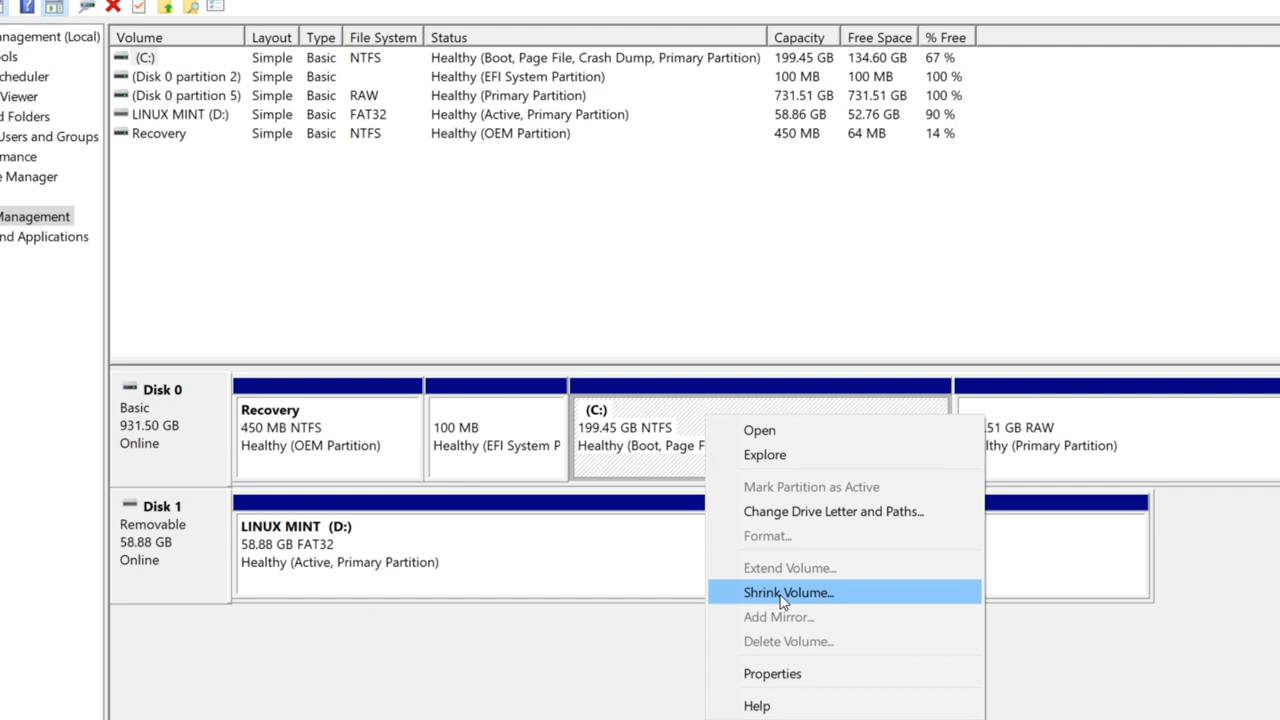 Volume Layout Type File System Status Capacity Free Space % Free
(C:) Simple Basic NTFS Healthy (Boot, Page File, Crash Dump, Primary Partition) 199.45 GB 134.60 GB 67 %
(Disk 0 partition 2) Simple Basic Healthy (EFI System Partition) 100 MB 100 MB 100 %
(Disk 0 partition 5) Simple Basic RAW Healthy (Primary Partition) 731.51 GB 731.51 GB 100 %
LINUX MINT (D:) Simple Basic FAT32 Healthy (Active, Primary Partition) 58.86 GB 52.76 GB 90 %
Recovery Simple Basic NTFS Healthy (OEM Partition) 450 MB 64 MB 14 %
anagement (Local)
ols
cheduler
Viewer
d Folders
Users and Groups
mance
e Manager
Management
nd Applications
Disk 0
Basic
931.50 GB
Online
Recovery
450 MB NTFS
Healthy (OEM Partition)
100 MB
Healthy (EFI System P
(C:)
199.45 GB NTFS
Healthy (Boot, Page F
.51 GB RAW
lthy (Primary Partition)
Disk 1
Removable
58.88 GB
Online
LINUX MINT (D:)
58.88 GB FAT32
Healthy (Active, Primary Partition)
Open
Explore
Mark Partition as Active
Change Drive Letter and Paths...
Format...
Extend Volume...
Shrink Volume...
Add Mirror...
Delete Volume...
Properties
Help